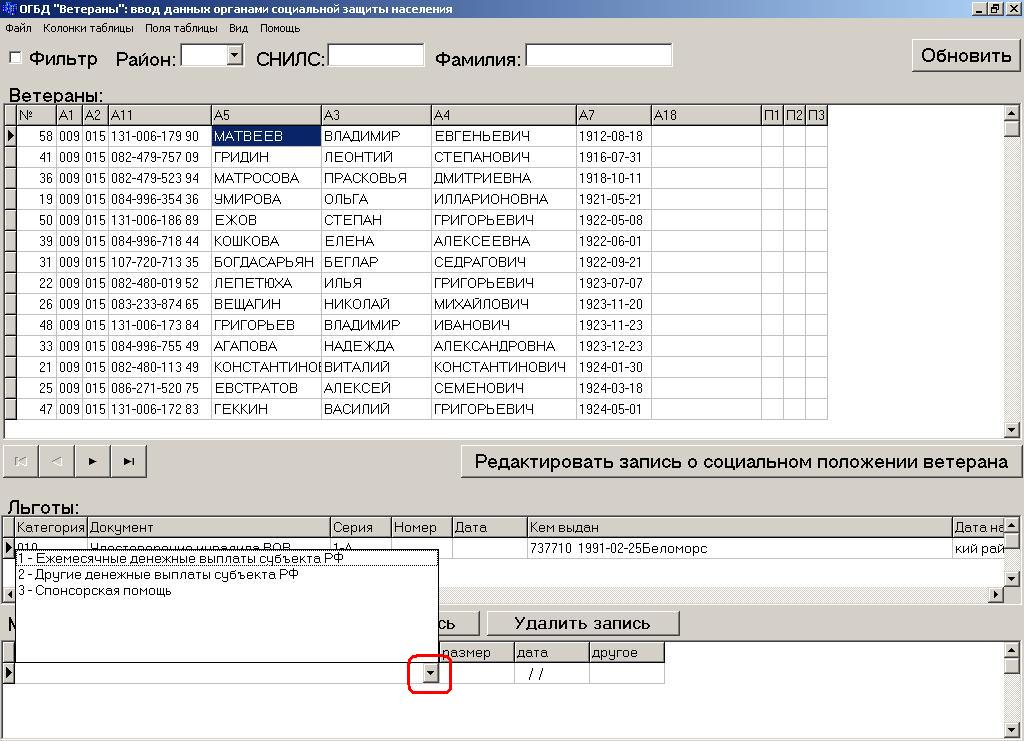 ОГБД "Ветераны": ввод данных органами социальной защиты населения
Файл Колонки таблицы Поля таблицы Вид Помощь
Фильтр Район: СНИЛС: Фамилия: Обновить
Ветераны:
№ А1 А2 А11 А5 А3 А4 А7 А18 П1 П2 П3
58 009 015 131-006-179 90 МАТВЕЕВ ВЛАДИМИР ЕВГЕНЬЕВИЧ 1912-08-18
41 009 015 082-479-757 09 ГРИДИН ЛЕОНТИЙ СТЕПАНОВИЧ 1916-07-31
36 009 015 082-479-523 94 МАТРОСОВА ПРАСКОВЬЯ ДМИТРИЕВНА 1918-10-11
19 009 015 084-996-354 36 УМИРОВА ОЛЬГА ИЛЛАРИОНОВНА 1921-05-21
50 009 015 131-006-186 89 ЕЖОВ СТЕПАН ГРИГОРЬЕВИЧ 1922-05-08
39 009 015 084-996-718 44 КОШКОВА ЕЛЕНА АЛЕКСЕЕВНА 1922-06-01
31 009 015 107-720-713 35 БОГДАСАРЬЯН БЕГЛАР СЕДРАГОВИЧ 1922-09-21
22 009 015 082-480-019 52 ЛЕПЕТЮХА ИЛЬЯ ГРИГОРЬЕВИЧ 1923-07-07
26 009 015 083-233-874 65 ВЕЩАГИН НИКОЛАЙ МИХАЙЛОВИЧ 1923-11-20
48 009 015 131-006-173 84 ГРИГОРЬЕВ ВЛАДИМИР ИВАНОВИЧ 1923-11-23
33 009 015 084-996-755 49 АГАПОВА НАДЕЖДА АЛЕКСАНДРОВНА 1923-12-23
21 009 015 082-480-113 49 КОНСТАНТИНОВ ВИТАЛИЙ КОНСТАНТИНОВИЧ 1924-01-30
25 009 015 086-271-520 75 ЕВСТРАТОВ АЛЕКСЕЙ СЕМЕНОВИЧ 1924-03-18
47 009 015 131-006-172 83 ГЕККИН ВАСИЛИЙ ГРИГОРЬЕВИЧ 1924-05-01
Редактировать запись о социальном положении ветерана
Льготы:
Категория Документ Серия Номер Дата Кем выдан Дата на
010 Удостоверение инвалида ВОВ 1-А 737710 1991-02-25Беломорс кий рай
1 - Ежемесячные денежные выплаты субъекта РФ
2 - Другие денежные выплаты субъекта РФ
3 - Спонсорская помощь
сь Удалить запись
размер дата другое
/ /